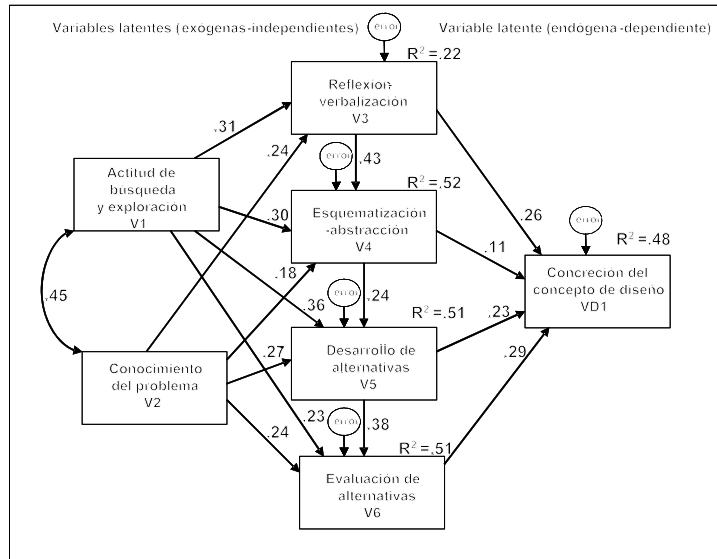 Variables latentes (exógenas-independientes)
Variable latente (endógena-dependiente)
error
R² =.22
Reflexion-
verbalización
V3
.31
.24
error
.43
R² =.52
Actitud de
búsqueda
y exploración
V1
.30
Esquematización
-abstracción
V4
.26
error
R² =.48
.11
.18
Concreción del
concepto de diseño
VD1
.45
.36
error
.24
R² =.51
.23
Desarrollo de
alternativas
V5
.29
Conocimiento
del problema
V2
.27
.23
error
.38
.24
R² =.51
Evaluación de
alternativas
V6